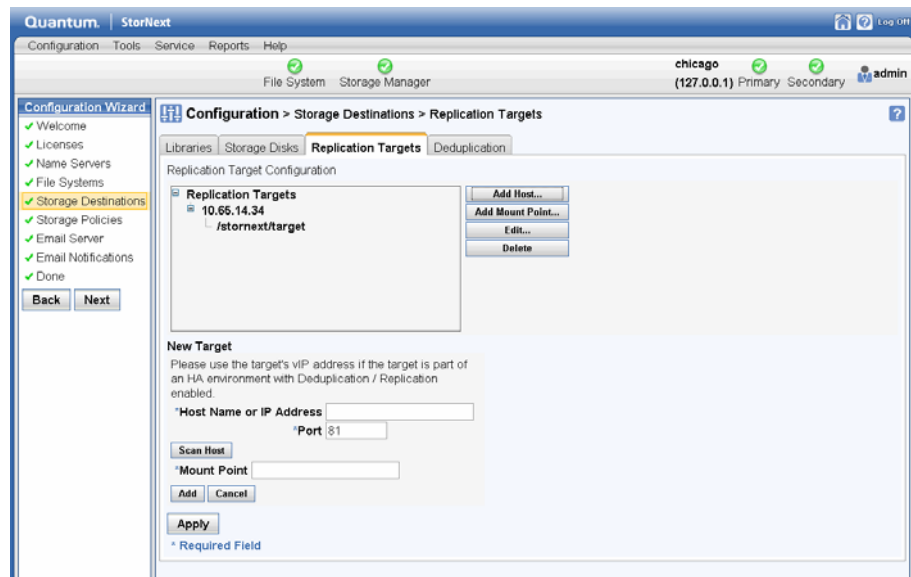 Quantum. | StorNext
Log Off
Configuration Tools Service Reports Help
File System Storage Manager
chicago
(127.0.0.1) Primary Secondary
admin
Configuration Wizard
Welcome
Licenses
Name Servers
File Systems
Storage Destinations
Storage Policies
Email Server
Email Notifications
Done
Back Next
Configuration > Storage Destinations > Replication Targets
Libraries Storage Disks Replication Targets Deduplication
Replication Target Configuration
Replication Targets
10.65.14.34
/stornext/target
Add Host...
Add Mount Point...
Edit...
Delete
New Target
Please use the target's vIP address if the target is part
of an HA environment with Deduplication / Replication
enabled.
*Host Name or IP Address
*Port 81
Scan Host
*Mount Point
Add Cancel
Apply
* Required Field